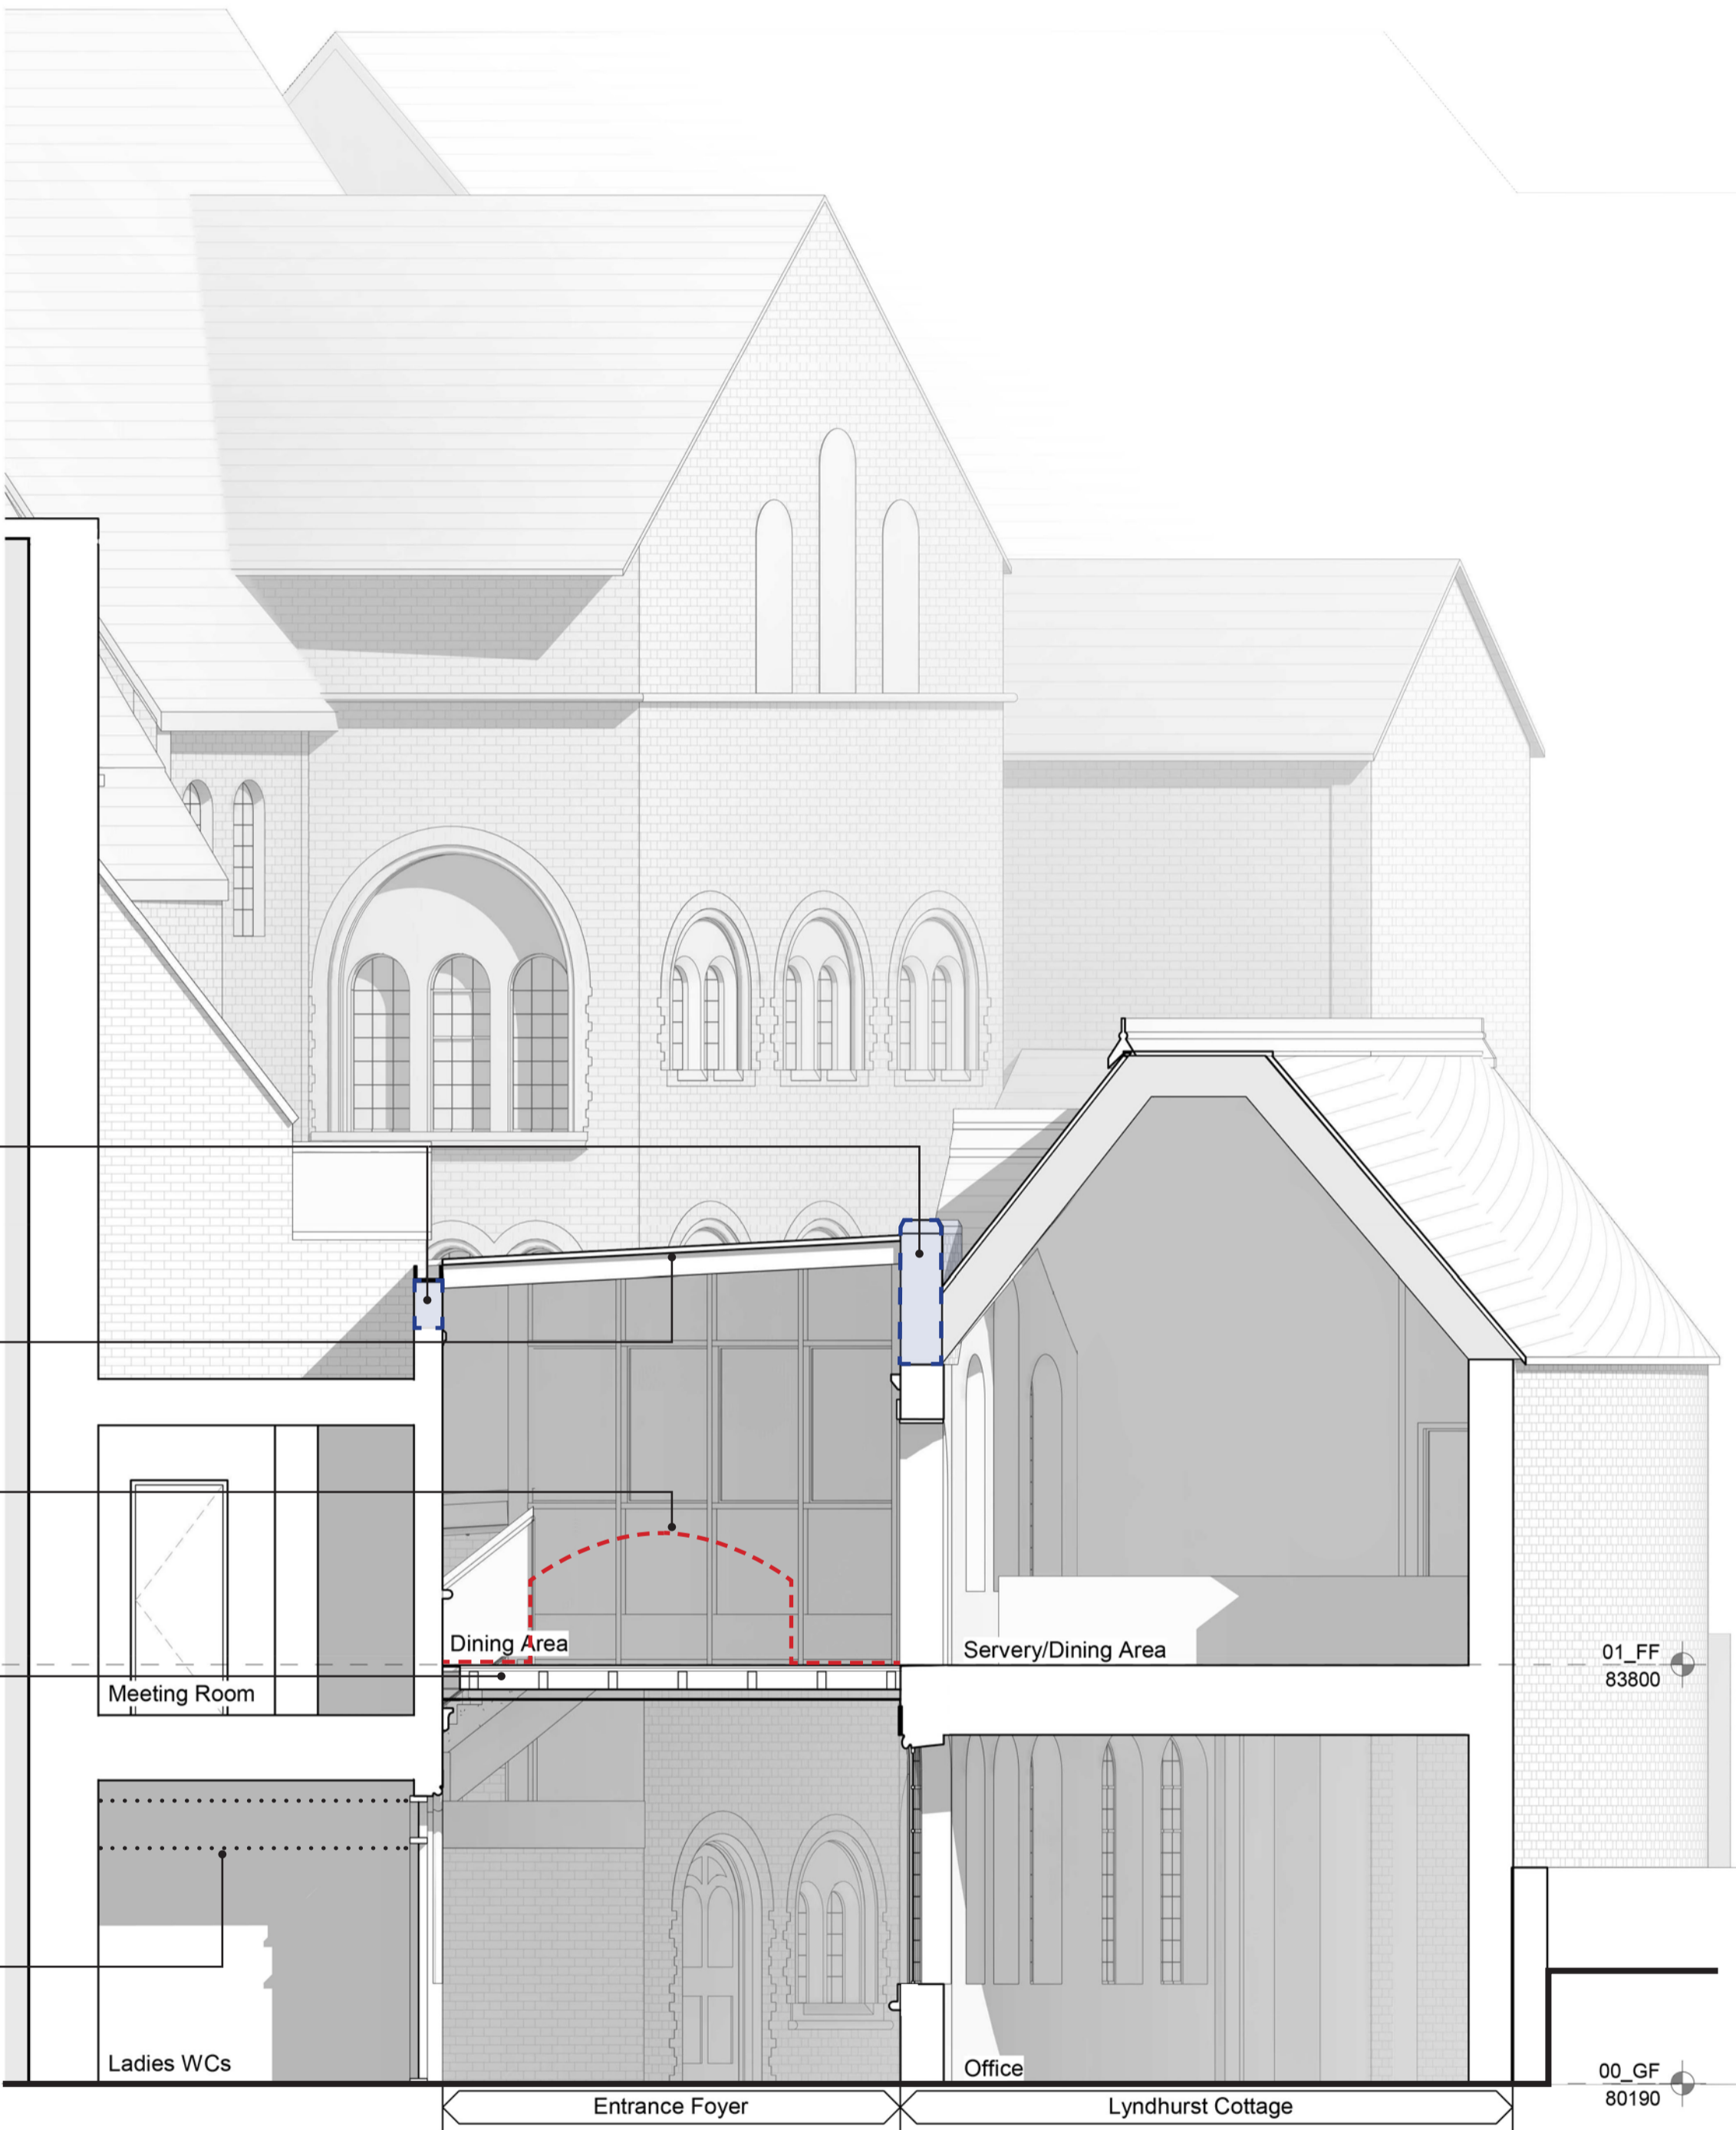 Dining Area
Servery/Dining Area
01_FF
83800
Meeting Room
Ladies WCs
Office
00_GF
80190
Entrance Foyer
Lyndhurst Cottage